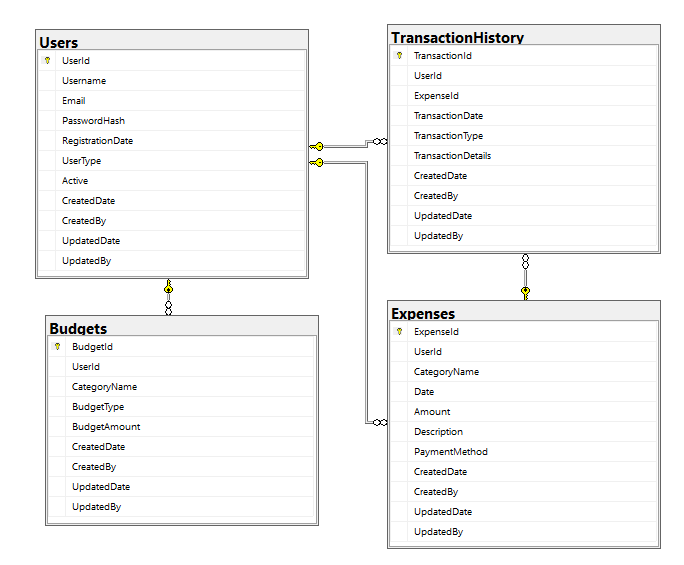 Users
UserId
Username
Email
PasswordHash
RegistrationDate
UserType
Active
CreatedDate
CreatedBy
UpdatedDate
UpdatedBy
TransactionHistory
TransactionId
UserId
ExpenseId
TransactionDate
TransactionType
TransactionDetails
CreatedDate
CreatedBy
UpdatedDate
UpdatedBy
Budgets
BudgetId
UserId
CategoryName
BudgetType
BudgetAmount
CreatedDate
CreatedBy
UpdatedDate
UpdatedBy
Expenses
ExpenseId
UserId
CategoryName
Date
Amount
Description
PaymentMethod
CreatedDate
CreatedBy
UpdatedDate
UpdatedBy